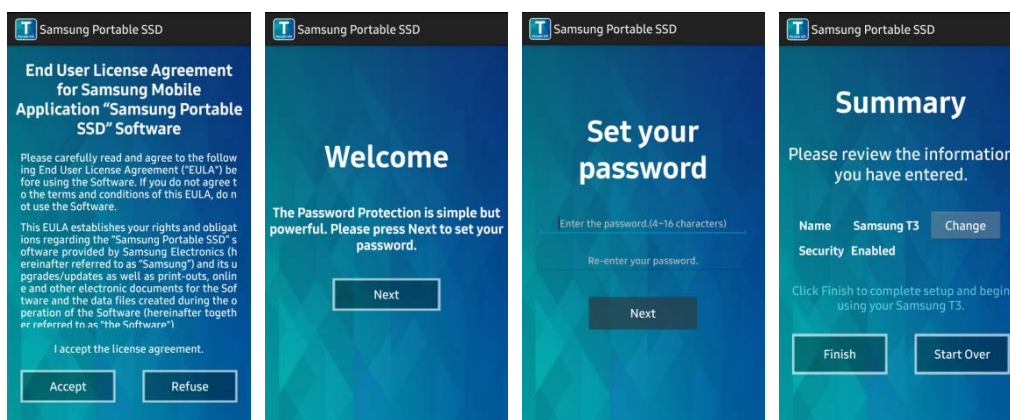 Samsung Portable SSD
End User License Agreement
for Samsung Mobile
Application “Samsung Portable
SSD” Software
Please carefully read and agree to the follow
ing End User License Agreement ("EULA") be
fore using the Software. If you do not agree t
o the terms and conditions of this EULA, do n
ot use the Software.
This EULA establishes your rights and obligat
ions regarding the "Samsung Portable SSD" s
oftware provided by Samsung Electronics (h
ereinafter referred to as "Samsung") and its u
pgrades/updates as well as print-outs, onlin
e and other electronic documents for the Sof
tware and the data files created during the o
peration of the Software (hereinafter togeth
er referred to as "the Software")
I accept the license agreement.
Accept
Refuse
Samsung Portable SSD
Welcome
The Password Protection is simple but
powerful. Please press Next to set your
password.
Next
Samsung Portable SSD
Set your
password
Enter the password.(4~16 characters)
Re-enter your password.
Next
Samsung Portable SSD
Summary
Please review the information
you have entered.
Name Samsung T3 Change
Security Enabled
Click Finish to complete setup and begin
using your Samsung T3.
Finish
Start Over